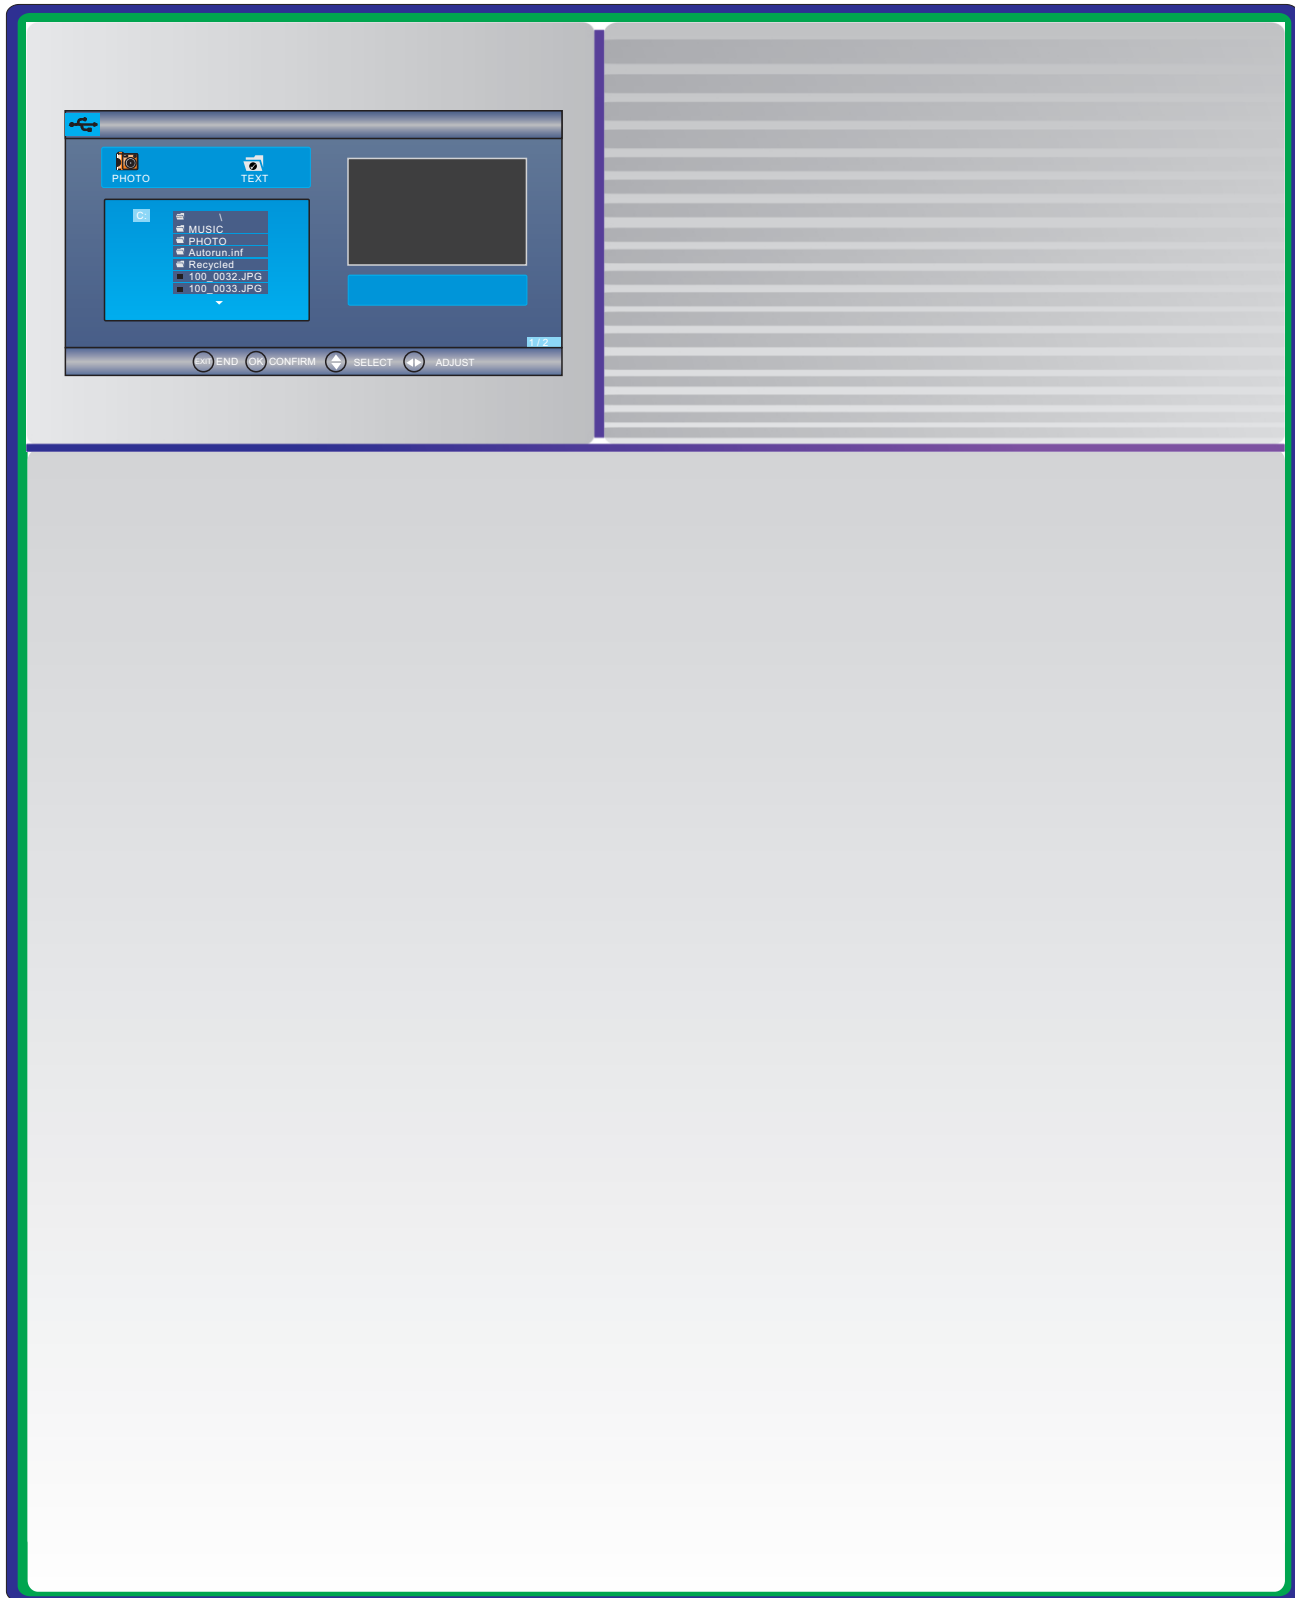 PHOTO TEXT
C:
\
MUSIC
PHOTO
Autorun.inf
Recycled
100_0032.JPG
100_0033.JPG
1 / 2
EXIT END OK CONFIRM SELECT ADJUST